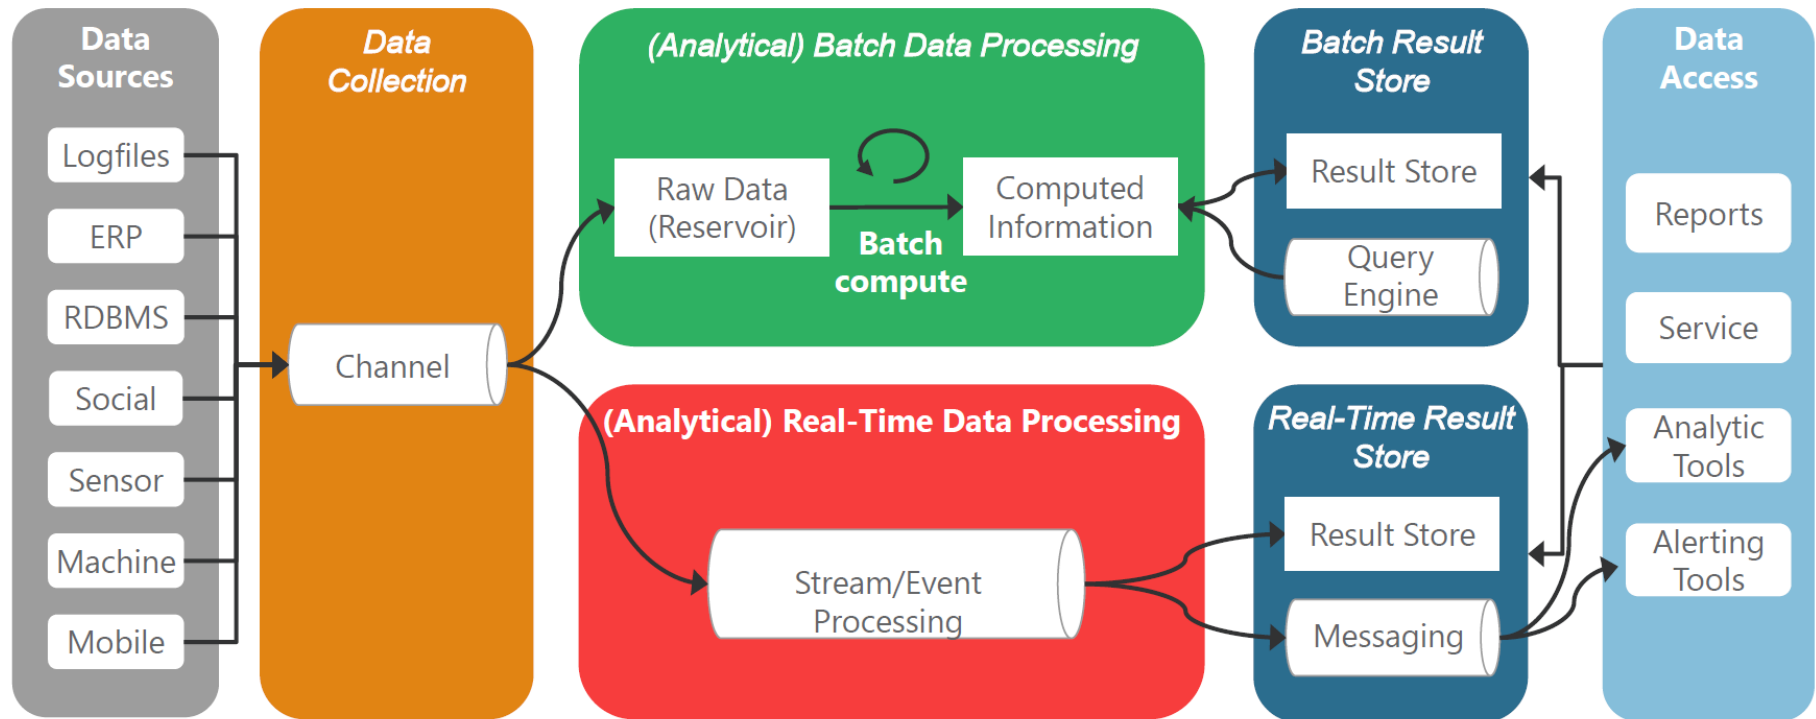 Data
Sources
Logfiles
ERP
RDBMS
Social
Sensor
Machine
Mobile
Data
Collection
Channel
(Analytical) Batch Data Processing
Raw Data
(Reservoir)
Batch
compute
Computed
Information
(Analytical) Real-Time Data Processing
Stream/Event
Processing
Batch Result
Store
Result Store
Query
Engine
Real-Time Result
Store
Result Store
Messaging
Data
Access
Reports
Service
Analytic
Tools
Alerting
Tools